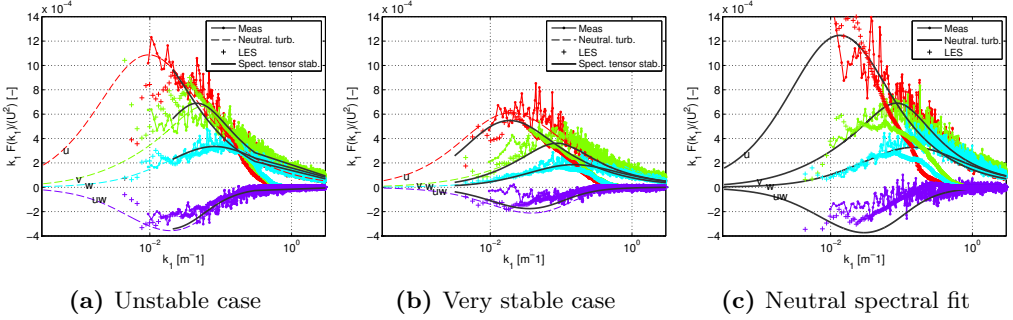 x 10⁻⁴
14
12
10
8
6
4
2
0
−2
−4
k₁ F(k₁)/(U²) [−]
Meas
Neutral. turb.
LES
Spect. tensor stab.
u
v
w
uw
10⁻²
10⁰
k₁ [m⁻1]
(a) Unstable case
x 10⁻⁴
14
12
10
8
6
4
2
0
−2
−4
k₁ F(k₁)/(U²) [−]
Meas
Neutral. turb.
LES
Spect. tensor stab.
u
v
w
uw
10⁻²
10⁰
k₁ [m⁻1]
(b) Very stable case
x 10⁻⁴
14
12
10
8
6
4
2
0
−2
−4
k₁ F(k₁)/(U²) [−]
Meas
Neutral. turb.
LES
u
v
w
uw
10⁻²
10⁰
k₁ [m⁻1]
(c) Neutral spectral fit